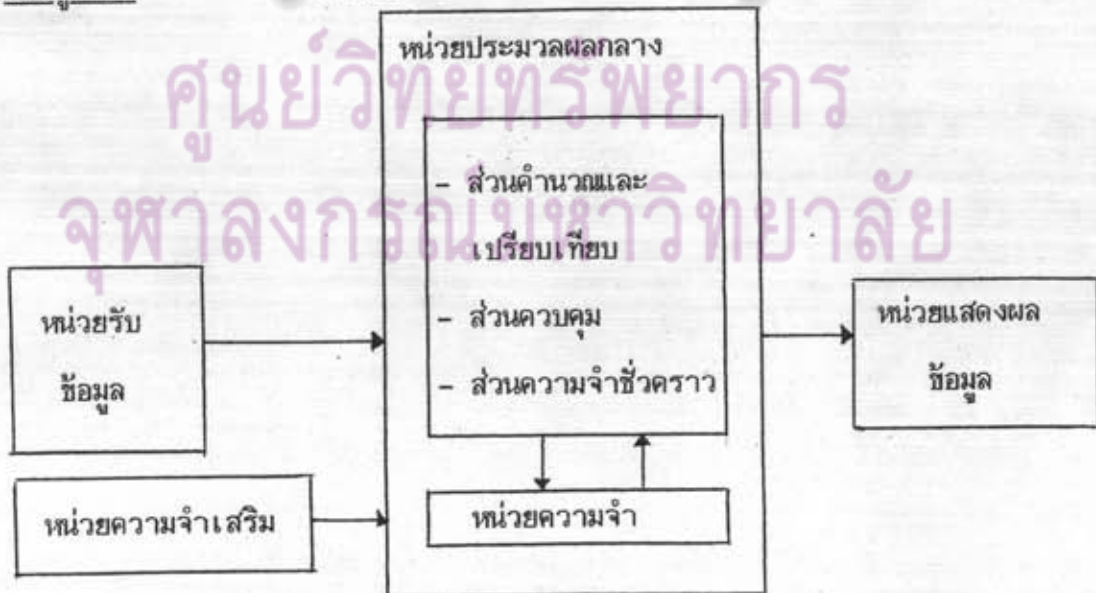 หน่วยประมวลผลกลาง
ศูนย์วิทยทรัพยากร
จุฬาลงกรณ์มหาวิทยาลัย
- ส่วนคำนวณและ
เปรียบเทียบ
- ส่วนควบคุม
- ส่วนความจำชั่วคราว
หน่วยรับ
ข้อมูล
หน่วยความจำเสริม
หน่วยความจำ
หน่วยแสดงผล
ข้อมูล